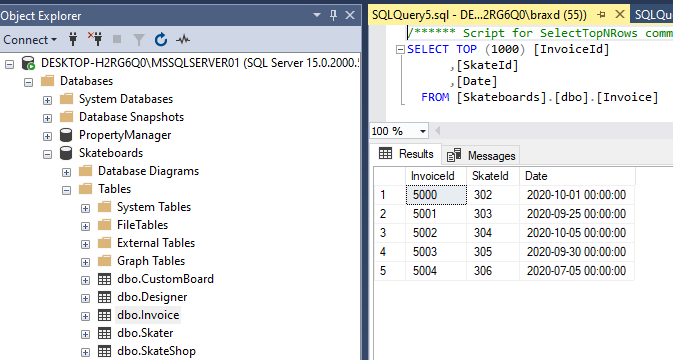 Object Explorer
Connect
DESKTOP-H2RG6Q0\MSSQLSERVER01 (SQL Server 15.0.2000.5
Databases
System Databases
Database Snapshots
PropertyManager
Skateboards
Database Diagrams
Tables
System Tables
FileTables
External Tables
Graph Tables
dbo.CustomBoard
dbo.Designer
dbo.Invoice
dbo.Skater
dbo.SkateShop
SQLQuery5.sql - DE...2RG6Q0\braxd (55))
SQLQu
/****** Script for SelectTopNRows comm
SELECT TOP (1000) [InvoiceId]
,[SkateId]
,[Date]
FROM [Skateboards].[dbo].[Invoice]
100 %
Results Messages
InvoiceId SkateId Date
1 5000 302 2020-10-01 00:00:00
2 5001 303 2020-09-25 00:00:00
3 5002 304 2020-10-05 00:00:00
4 5003 305 2020-09-30 00:00:00
5 5004 306 2020-07-05 00:00:00